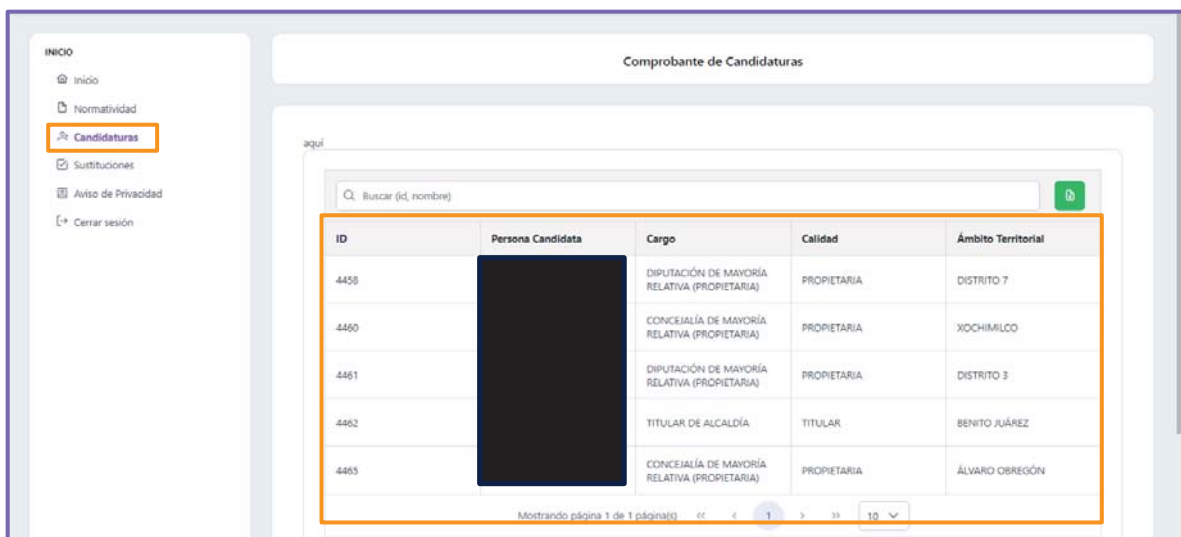 INICIO
Inicio
Normatividad
Candidaturas
Sustituciones
Aviso de Privacidad
Cerrar sesión
Comprobante de Candidaturas
aquí
Buscar (id, nombre)
ID Persona Candidata Cargo Calidad Ámbito Territorial
4458 DIPUTACIÓN DE MAYORÍA RELATIVA (PROPIETARIA) PROPIETARIA DISTRITO 7
4460 CONCEJALÍA DE MAYORÍA RELATIVA (PROPIETARIA) PROPIETARIA XOCHIMILCO
4461 DIPUTACIÓN DE MAYORÍA RELATIVA (PROPIETARIA) PROPIETARIA DISTRITO 3
4462 TITULAR DE ALCALDÍA TITULAR BENITO JUÁREZ
4465 CONCEJALÍA DE MAYORÍA RELATIVA (PROPIETARIA) PROPIETARIA ÁLVARO OBREGÓN
Mostrando página 1 de 1 página(s) << < 1 > >> 10